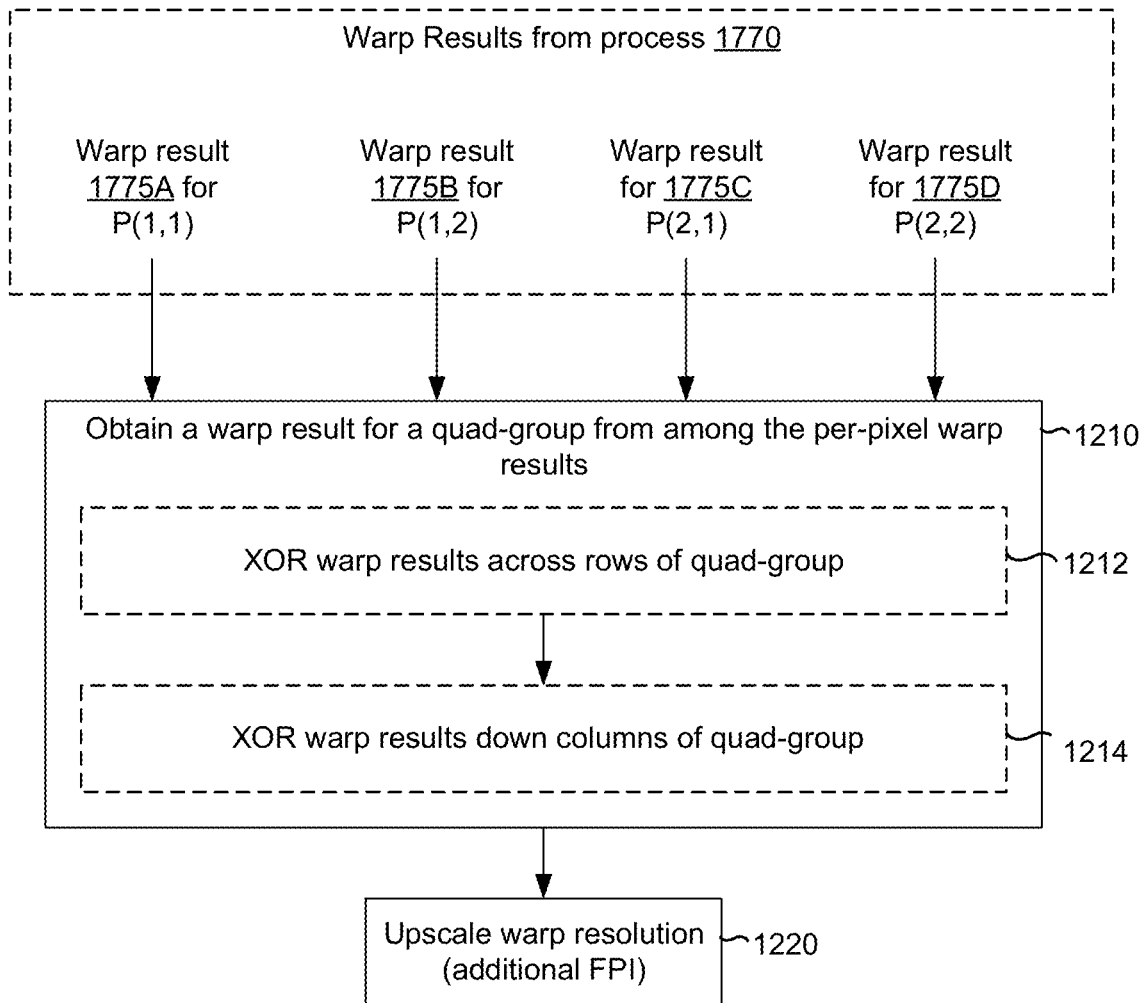 Warp Results from process 1770
Warp result
1775A for
P(1,1)
Warp result
1775B for
P(1,2)
Warp result
for 1775C
P(2,1)
Warp result
for 1775D
P(2,2)
Obtain a warp result for a quad-group from among the per-pixel warp
results
1210
XOR warp results across rows of quad-group
1212
XOR warp results down columns of quad-group
1214
Upscale warp resolution
(additional FPI)
1220